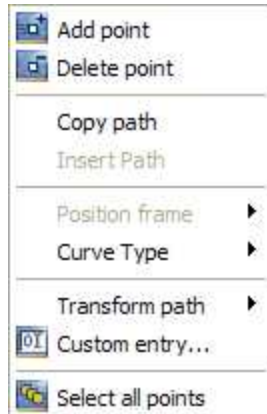 Add point
Delete point
Copy path
Insert Path
Position frame
Curve Type
Transform path
Custom entry...
Select all points